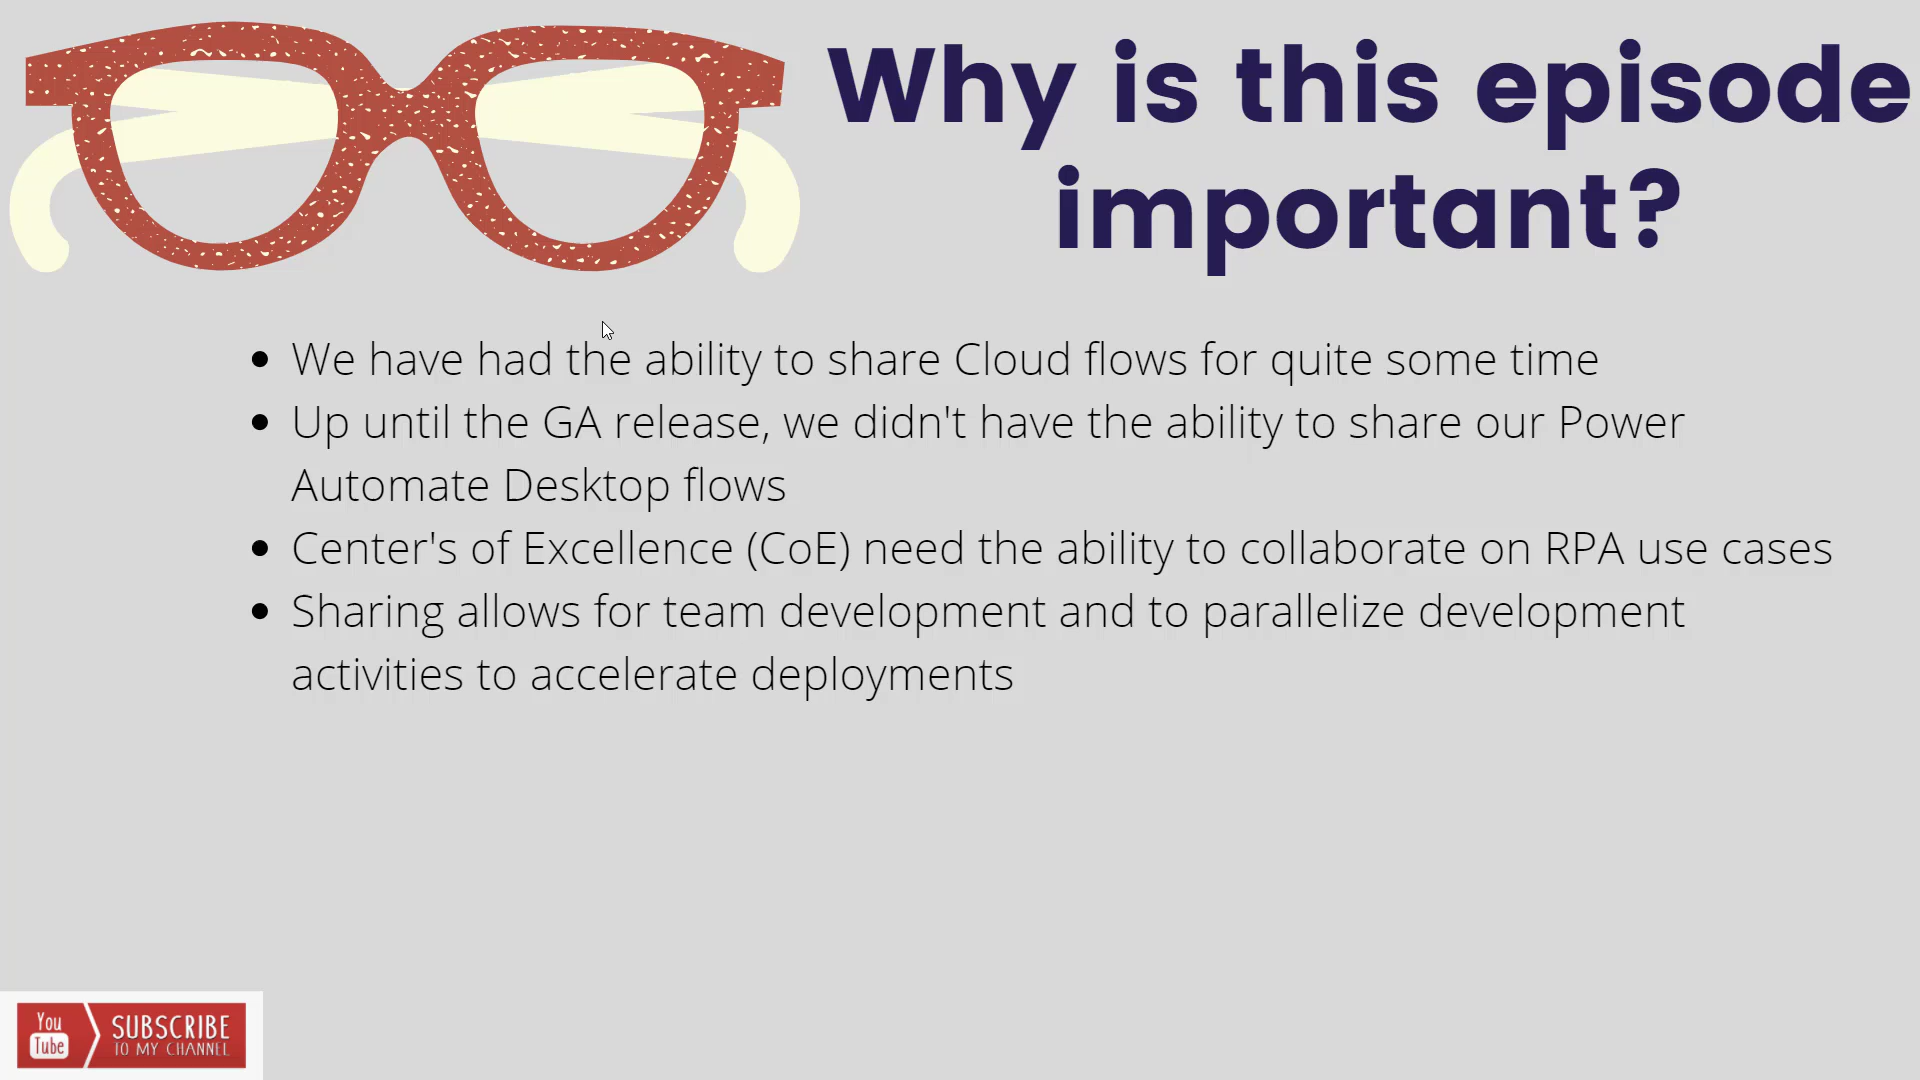 Why is this episode
important?
• We have had the ability to share Cloud flows for quite some time
• Up until the GA release, we didn't have the ability to share our Power
Automate Desktop flows
• Center's of Excellence (CoE) need the ability to collaborate on RPA use cases
• Sharing allows for team development and to parallelize development
activities to accelerate deployments
You
Tube
SUBSCRIBE
TO MY CHANNEL